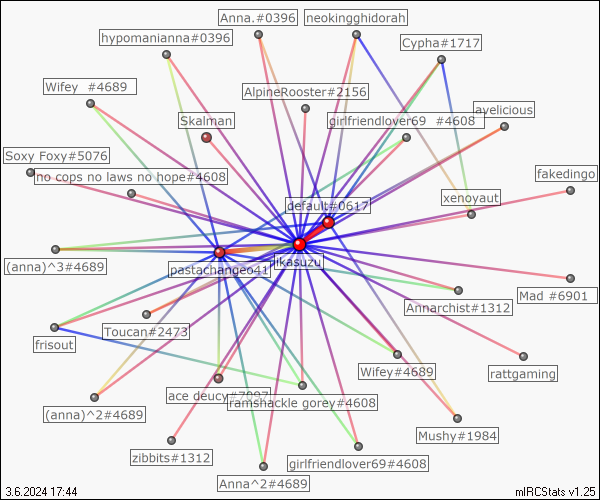 Anna.#0396
neokingghidorah
hypomanianna#0396
Cypha#1717
Wifey #4689
AlpineRooster#2156
ayelicious
Skalman
girlfriendlover69 #4608
Soxy Foxy#5076
no cops no laws no hope#4608
fakedingo
default#0617
xenoyaut
(anna)^3#4689
pastachangeo41
jikasuzu
Mad #6901
Annarchist#1312
Toucan#2473
frisout
Wifey#4689
rattgaming
ace deucy#7997
ramshackle gorey#4608
(anna)^2#4689
Mushy#1984
zibbits#1312
girlfriendlover69#4608
Anna^2#4689
3.6.2024 17:44
mIRCStats v1.25